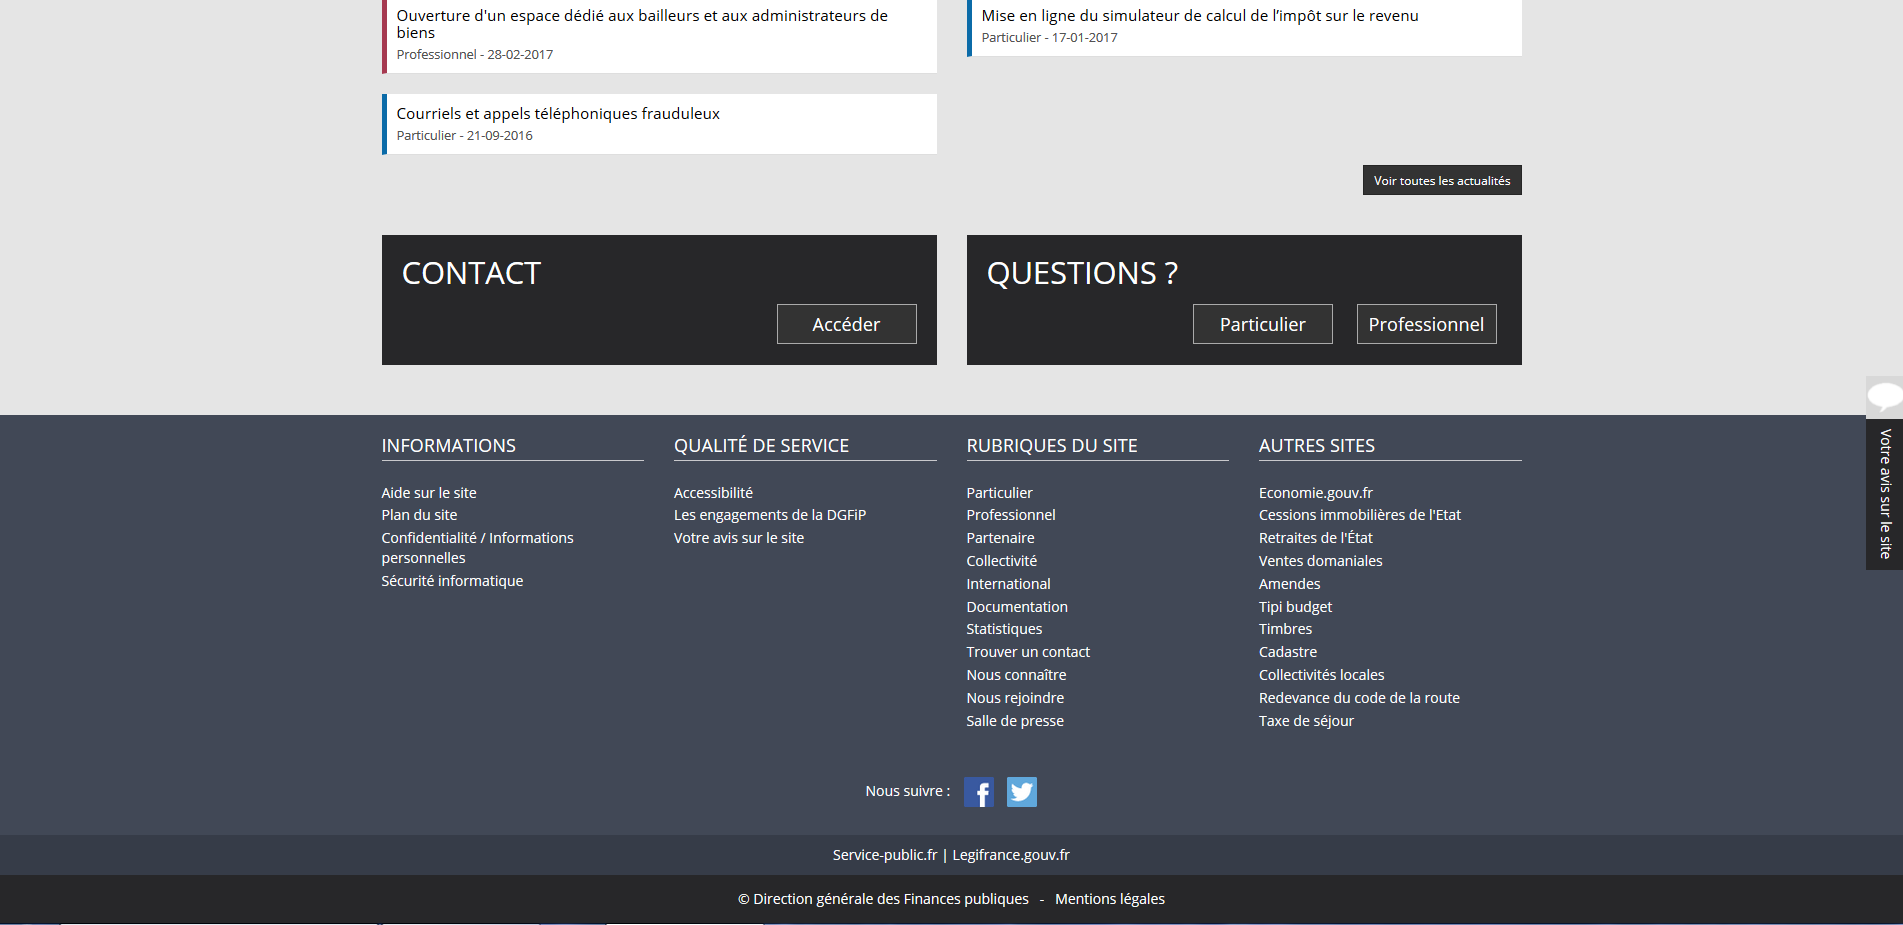 Ouverture d'un espace dédié aux bailleurs et aux administrateurs de
biens
Professionnel - 28-02-2017
Mise en ligne du simulateur de calcul de l’impôt sur le revenu
Particulier - 17-01-2017
Courriels et appels téléphoniques frauduleux
Particulier - 21-09-2016
Voir toutes les actualités
CONTACT
Accéder
QUESTIONS ?
Particulier
Professionnel
Votre avis sur le site
INFORMATIONS
Aide sur le site
Plan du site
Confidentialité / Informations
personnelles
Sécurité informatique
QUALITÉ DE SERVICE
Accessibilité
Les engagements de la DGFiP
Votre avis sur le site
RUBRIQUES DU SITE
Particulier
Professionnel
Partenaire
Collectivité
International
Documentation
Statistiques
Trouver un contact
Nous connaître
Nous rejoindre
Salle de presse
AUTRES SITES
Economie.gouv.fr
Cessions immobilières de l'Etat
Retraites de l'État
Ventes domaniales
Amendes
Tipi budget
Timbres
Cadastre
Collectivités locales
Redevance du code de la route
Taxe de séjour
Nous suivre :
Service-public.fr | Legifrance.gouv.fr
© Direction générale des Finances publiques - Mentions légales